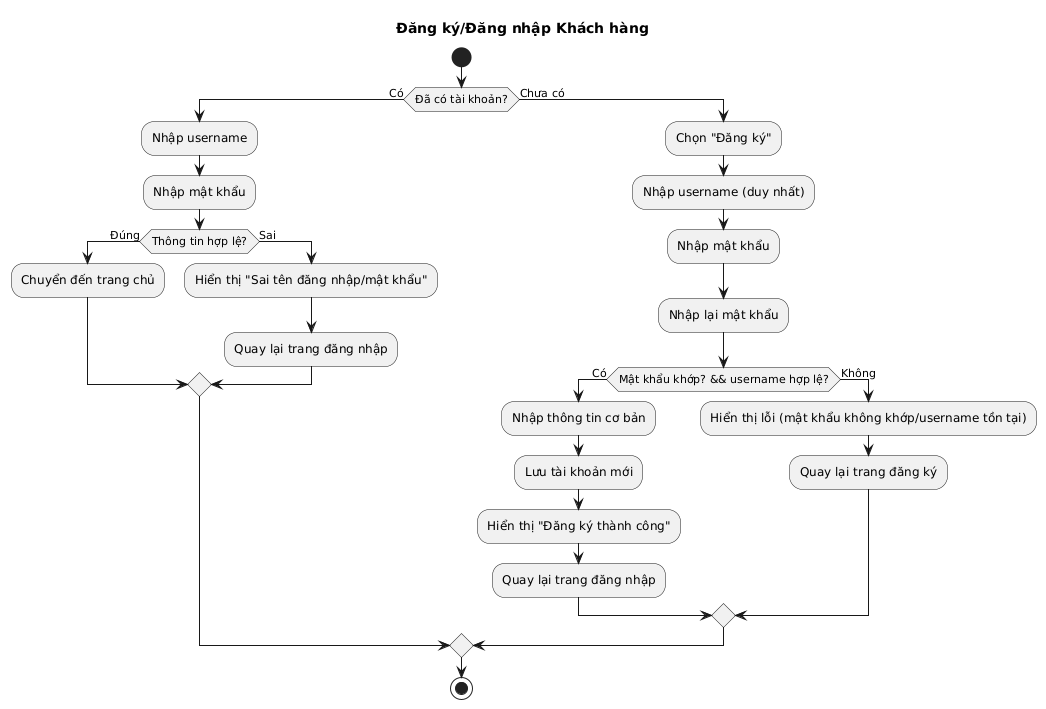 Đăng ký/Đăng nhập Khách hàng
Đã có tài khoản?
Có
Chưa có
Nhập username
Nhập mật khẩu
Thông tin hợp lệ?
Đúng
Sai
Chuyển đến trang chủ
Hiển thị "Sai tên đăng nhập/mật khẩu"
Quay lại trang đăng nhập
Chọn "Đăng ký"
Nhập username (duy nhất)
Nhập mật khẩu
Nhập lại mật khẩu
Mật khẩu khớp? && username hợp lệ?
Có
Không
Nhập thông tin cơ bản
Lưu tài khoản mới
Hiển thị "Đăng ký thành công"
Quay lại trang đăng nhập
Hiển thị lỗi (mật khẩu không khớp/username tồn tại)
Quay lại trang đăng ký